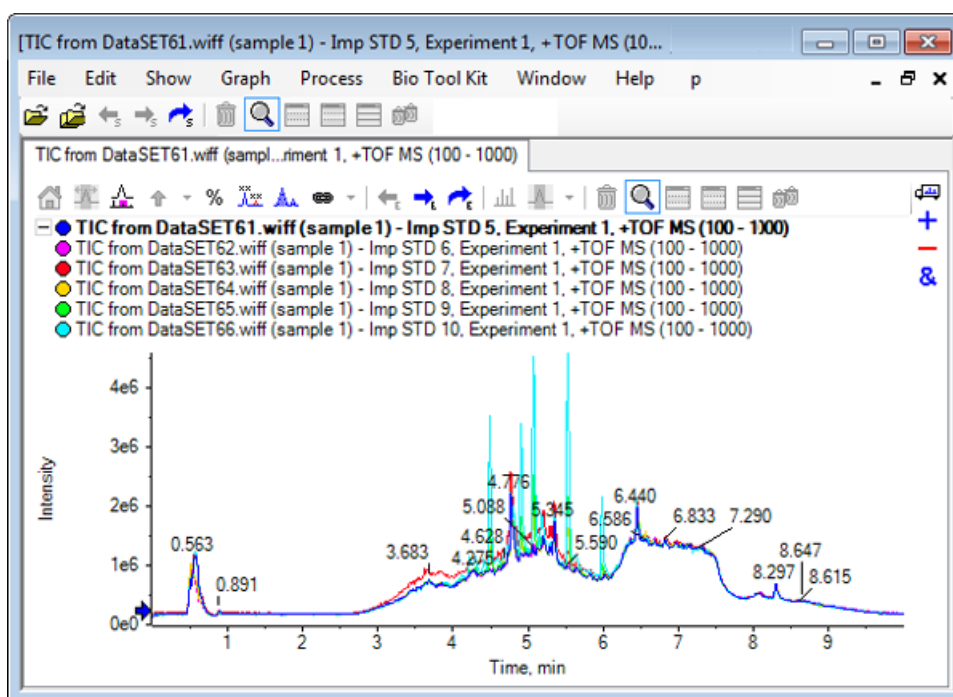 [TIC from DataSET61.wiff (sample 1) - Imp STD 5, Experiment 1, +TOF MS (10...
File Edit Show Graph Process Bio Tool Kit Window Help p
TIC from DataSET61.wiff (sampl...riment 1, +TOF MS (100 - 1000)
%
TIC from DataSET61.wiff (sample 1) - Imp STD 5, Experiment 1, +TOF MS (100 - 1000)
TIC from DataSET62.wiff (sample 1) - Imp STD 6, Experiment 1, +TOF MS (100 - 1000)
TIC from DataSET63.wiff (sample 1) - Imp STD 7, Experiment 1, +TOF MS (100 - 1000)
TIC from DataSET64.wiff (sample 1) - Imp STD 8, Experiment 1, +TOF MS (100 - 1000)
TIC from DataSET65.wiff (sample 1) - Imp STD 9, Experiment 1, +TOF MS (100 - 1000)
TIC from DataSET66.wiff (sample 1) - Imp STD 10, Experiment 1, +TOF MS (100 - 1000)
&
Intensity
4e6
3e6
2e6
1e6
0e0
0.563
0.891
3.683
4.275
4.628
5.088
4.776
5.345
5.590
6.586
6.440
6.833
7.290
8.297
8.647
8.615
1 2 3 4 5 6 7 8 9
Time, min